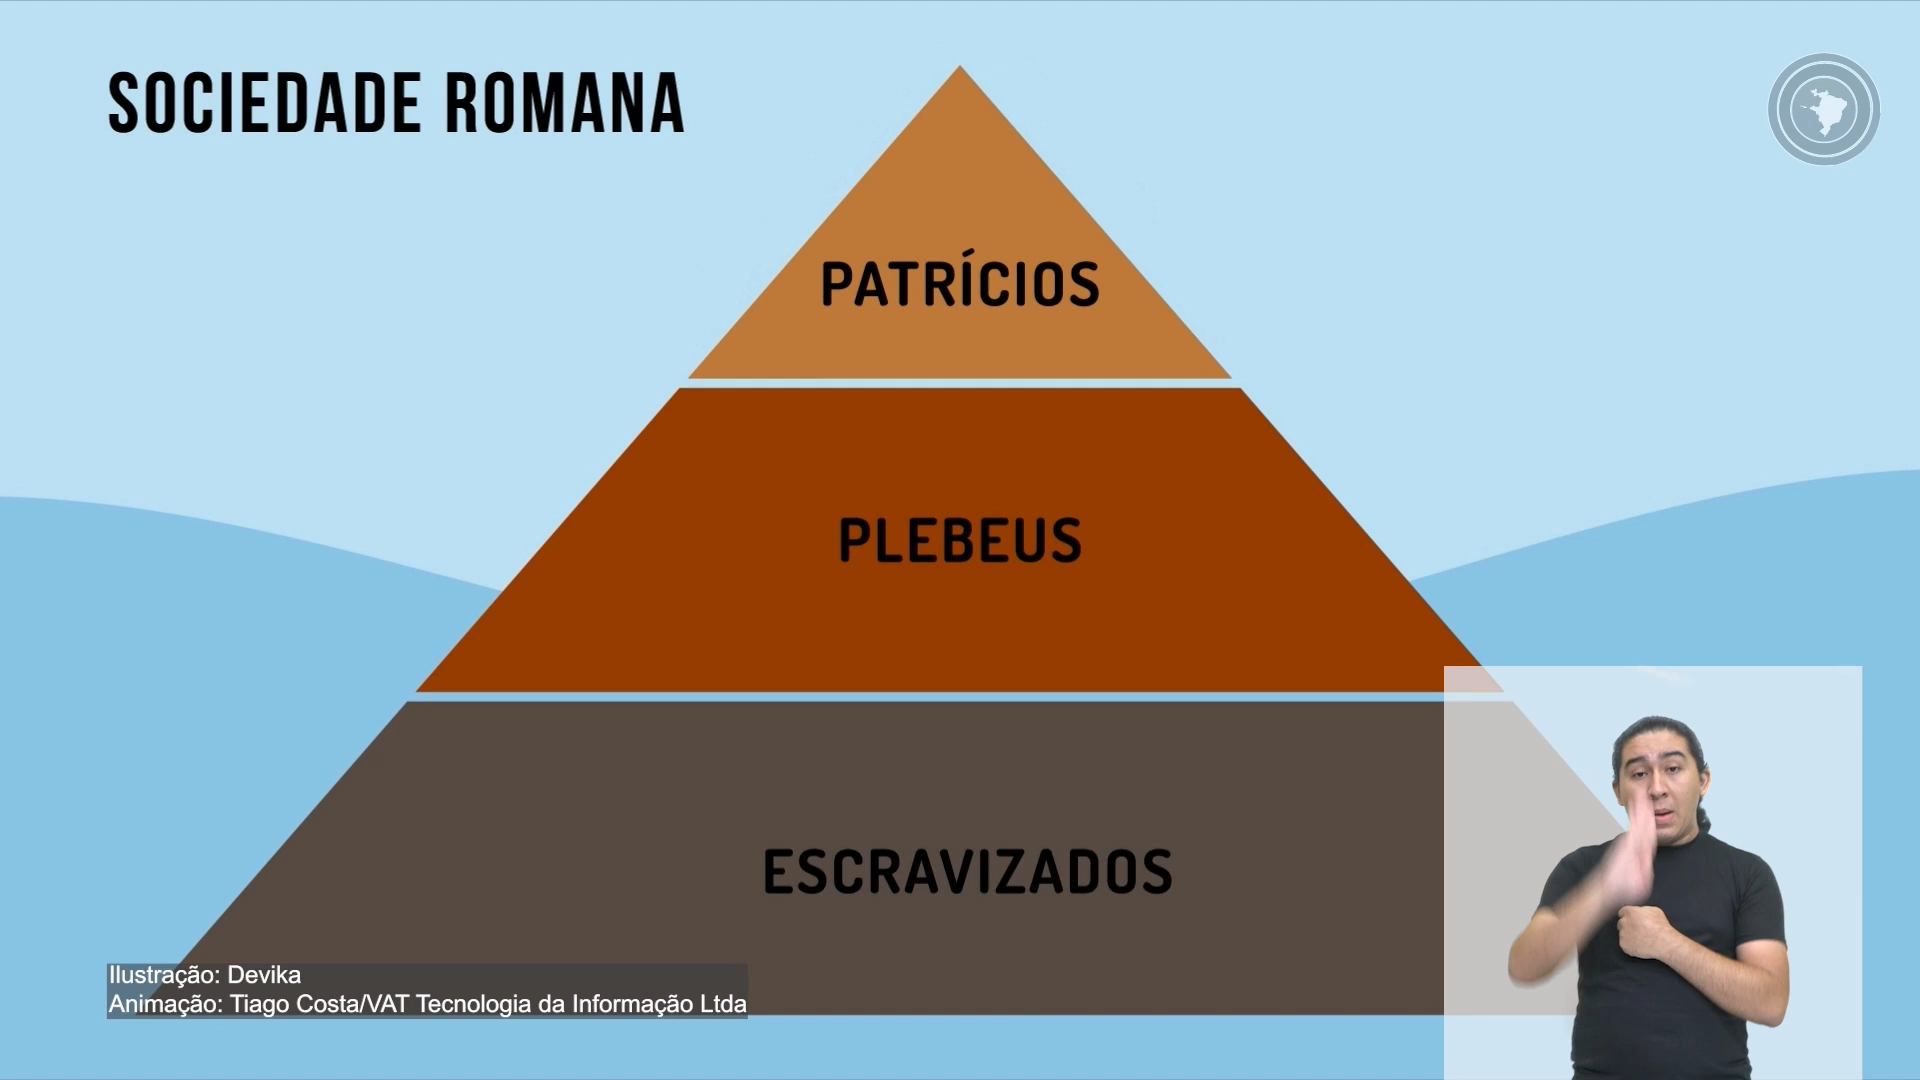 SOCIEDADE ROMANA
PATRÍCIOS
PLEBEUS
ESCRAVIZADOS
Ilustração: Devika
Animação: Tiago Costa/VAT Tecnologia da Informação Ltda